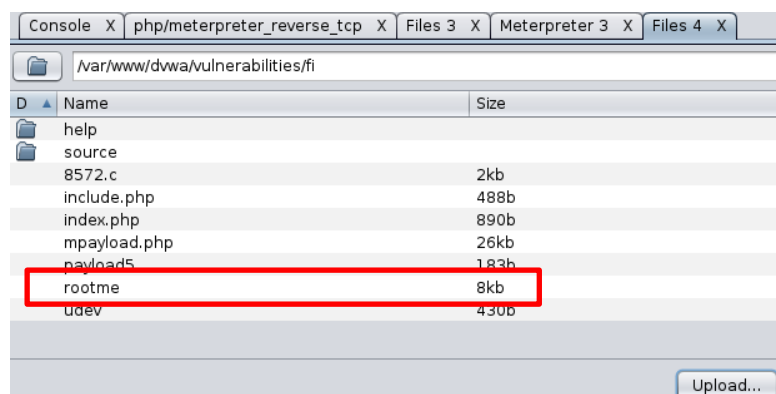 Console X php/meterpreter_reverse_tcp X Files 3 X Meterpreter 3 X Files 4 X
/var/www/dvwa/vulnerabilities/fi
D Name Size
help
source
8572.c 2kb
include.php 488b
index.php 890b
mpayload.php 26kb
payload5 183b
rootme 8kb
udev 430b
Upload...